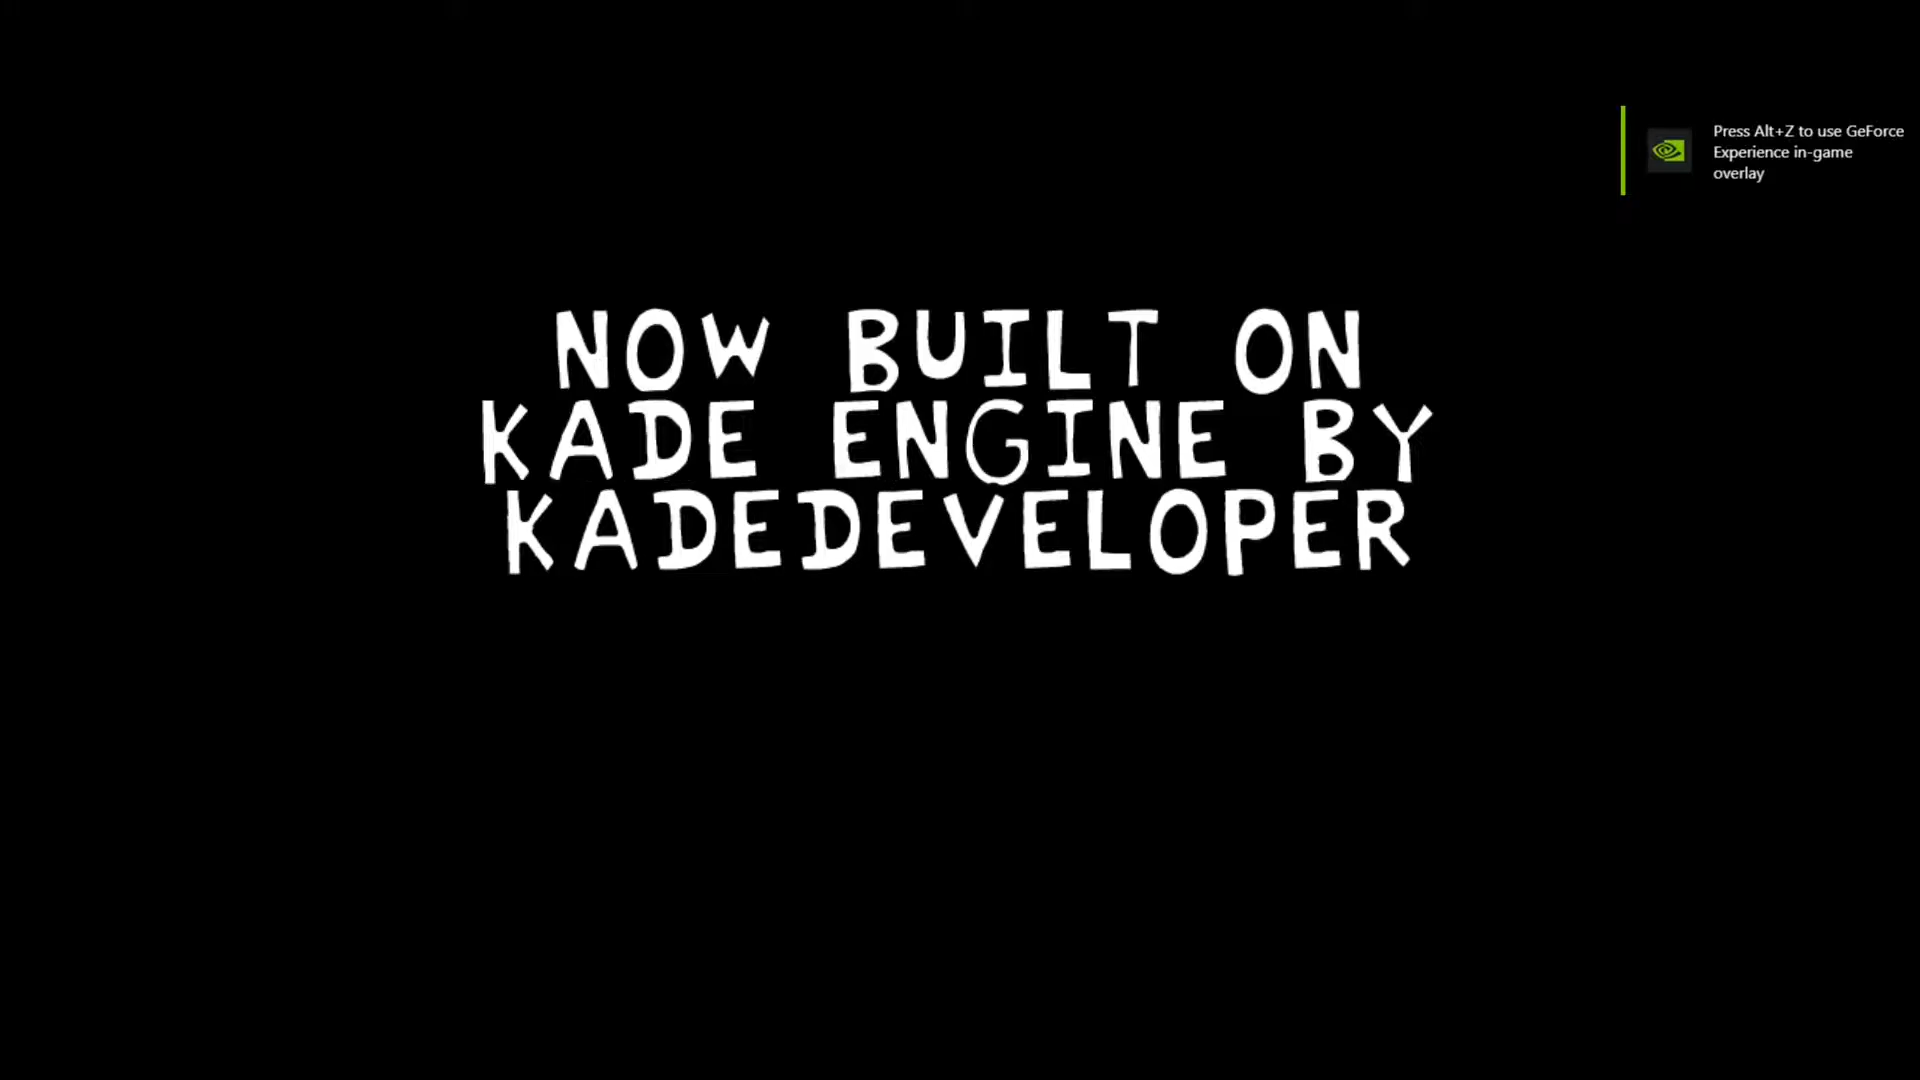 Press Alt+Z to use GeForce
Experience in-game
overlay
NOW BUILT ON
KADE ENGINE BY
KADEDEVELOPER